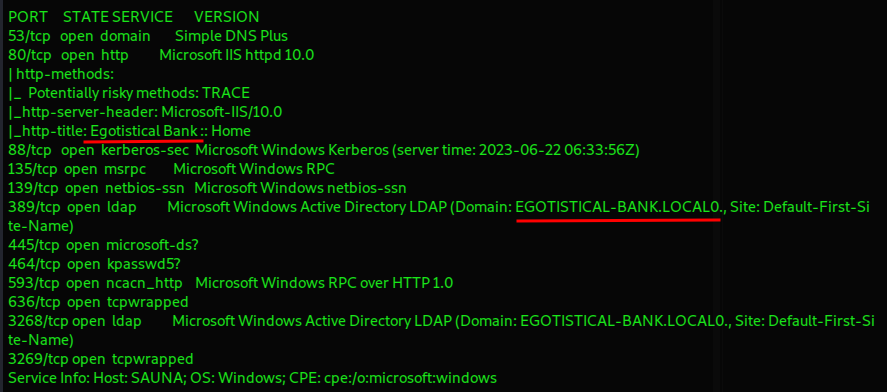 PORT STATE SERVICE VERSION
53/tcp open domain Simple DNS Plus
80/tcp open http Microsoft IIS httpd 10.0
| http-methods:
|_ Potentially risky methods: TRACE
|_http-server-header: Microsoft-IIS/10.0
|_http-title: Egotistical Bank :: Home
88/tcp open kerberos-sec Microsoft Windows Kerberos (server time: 2023-06-22 06:33:56Z)
135/tcp open msrpc Microsoft Windows RPC
139/tcp open netbios-ssn Microsoft Windows netbios-ssn
389/tcp open ldap Microsoft Windows Active Directory LDAP (Domain: EGOTISTICAL-BANK.LOCAL0., Site: Default-First-Si
te-Name)
445/tcp open microsoft-ds?
464/tcp open kpasswd5?
593/tcp open ncacn_http Microsoft Windows RPC over HTTP 1.0
636/tcp open tcpwrapped
3268/tcp open ldap Microsoft Windows Active Directory LDAP (Domain: EGOTISTICAL-BANK.LOCAL0., Site: Default-First-Si
te-Name)
3269/tcp open tcpwrapped
Service Info: Host: SAUNA; OS: Windows; CPE: cpe:/o:microsoft:windows